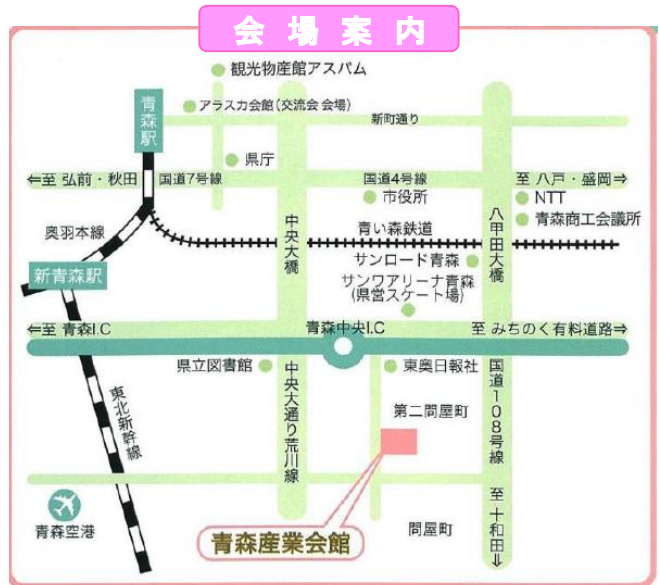 会場案内
観光物産館アスパム
青森駅
アラスカ会館(交流会 会場)
新町通り
県庁
⇐至 弘前・秋田
国道7号線
国道4号線
至 八戸・盛岡⇒
市役所
NTT
青森商工会議所
奥羽本線
中央大橋
青い森鉄道
八甲田大橋
サンロード青森
新青森駅
サンワアリーナ青森
(県営スケート場)
⇐至 青森I.C
青森中央I.C
至 みちのく有料道路⇒
県立図書館
東奥日報社
東北新幹線
中央大通り荒川線
第二問屋町
国道108号線
至 十和田⇒
青森空港
青森産業会館
問屋町